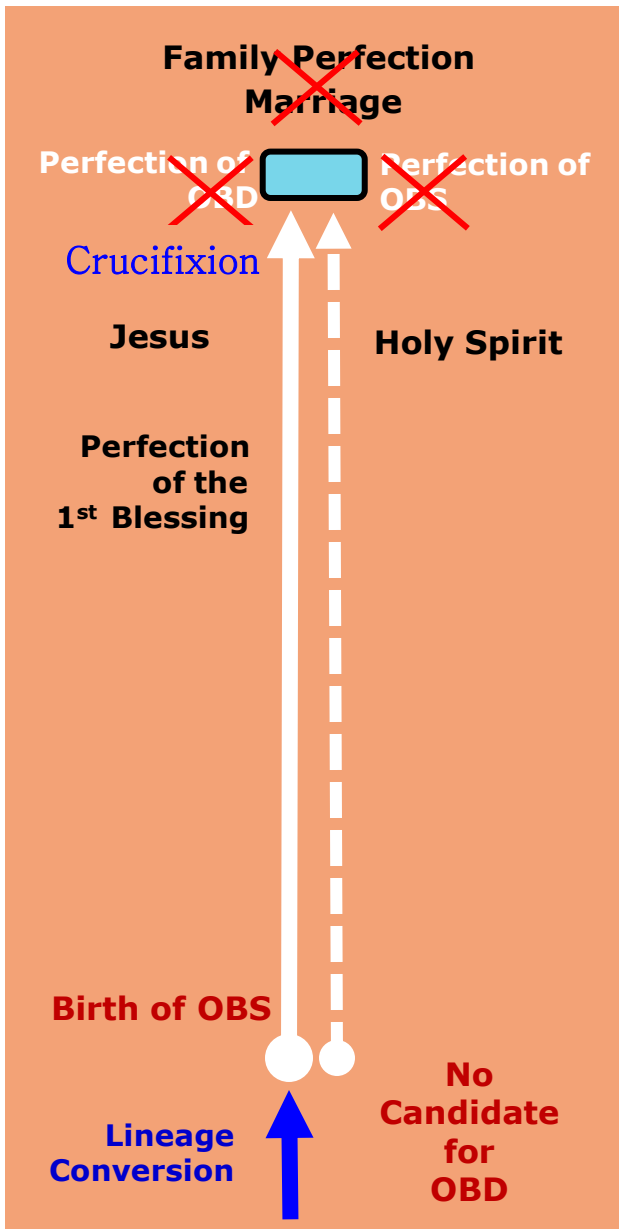 Family Perfection
Marriage
Perfection of
OBD
Perfection of
OBS
Crucifixion
Jesus
Holy Spirit
Perfection
of the
1st Blessing
Birth of OBS
No
Candidate
for
OBD
Lineage
Conversion